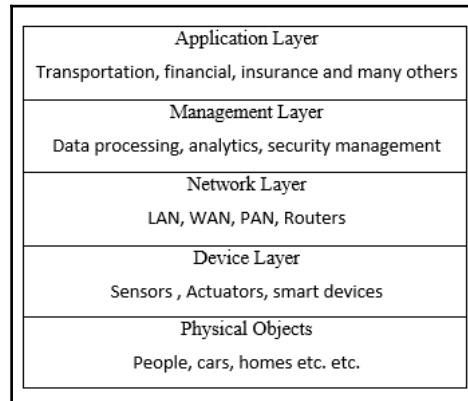 Application Layer
Transportation, financial, insurance and many others
Management Layer
Data processing, analytics, security management
Network Layer
LAN, WAN, PAN, Routers
Device Layer
Sensors , Actuators, smart devices
Physical Objects
People, cars, homes etc. etc.